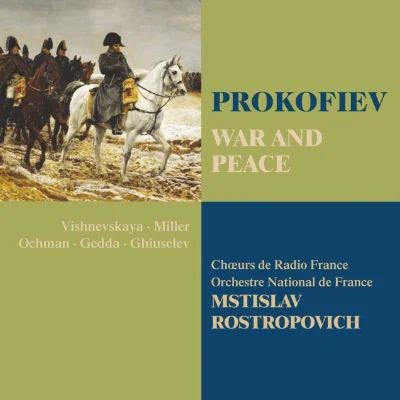 PROKOFIEV
WAR AND
PEACE
Vishnevskaya · Miller
Ochman · Gedda · Ghiuselev
Chœurs de Radio France
Orchestre National de France
MSTISLAV
ROSTROPOVICH